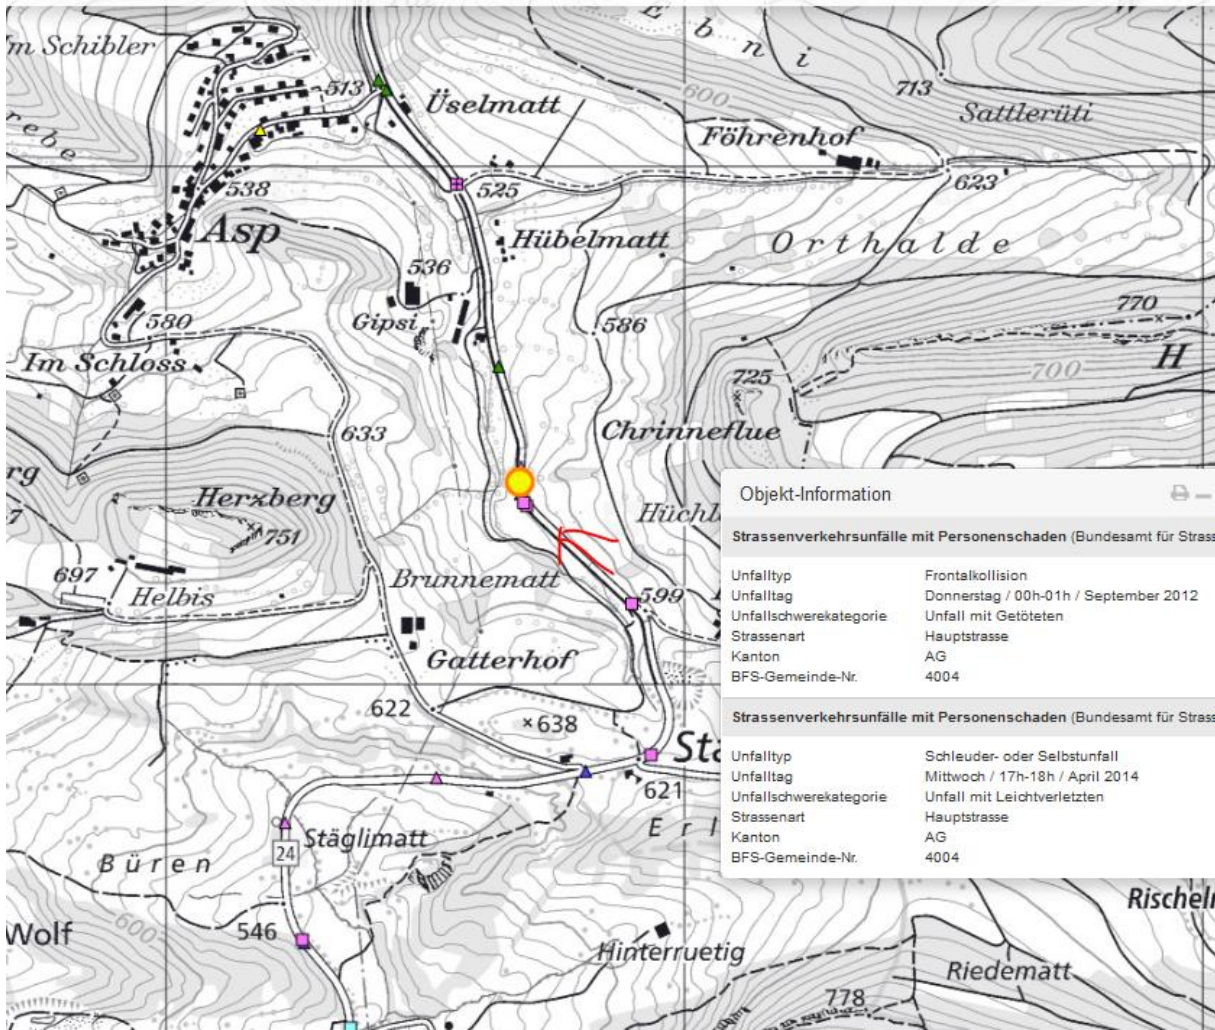 E b n i
Im Schibler
513
Üselmatt
600
713
Sattlerüti
Föhrenhof
rebe
538
525
623
Asp
Hübelmatt
Orthalde
536
Gipsi
580
586
770
Im Schloss
725
700
H
633
Chrinneflue
rg
Herzberg
7
751
697
Helbis
Brunnematt
599
Gatterhof
622
638
621
Stäglimatt
24
Büren
Wolf
600
546
Hinterruetig
Riedematt
778
Objekt-Information
Strassenverkehrsunfälle mit Personenschaden (Bundesamt für Strass
Unfalltyp Frontalkollision
Unfalltag Donnerstag / 00h-01h / September 2012
Unfallschwerekategorie Unfall mit Getöteten
Strassenart Hauptstrasse
Kanton AG
BFS-Gemeinde-Nr. 4004
Strassenverkehrsunfälle mit Personenschaden (Bundesamt für Strass
Unfalltyp Schleuder- oder Selbstunfall
Unfalltag Mittwoch / 17h-18h / April 2014
Unfallschwerekategorie Unfall mit Leichtverletzten
Strassenart Hauptstrasse
Kanton AG
BFS-Gemeinde-Nr. 4004